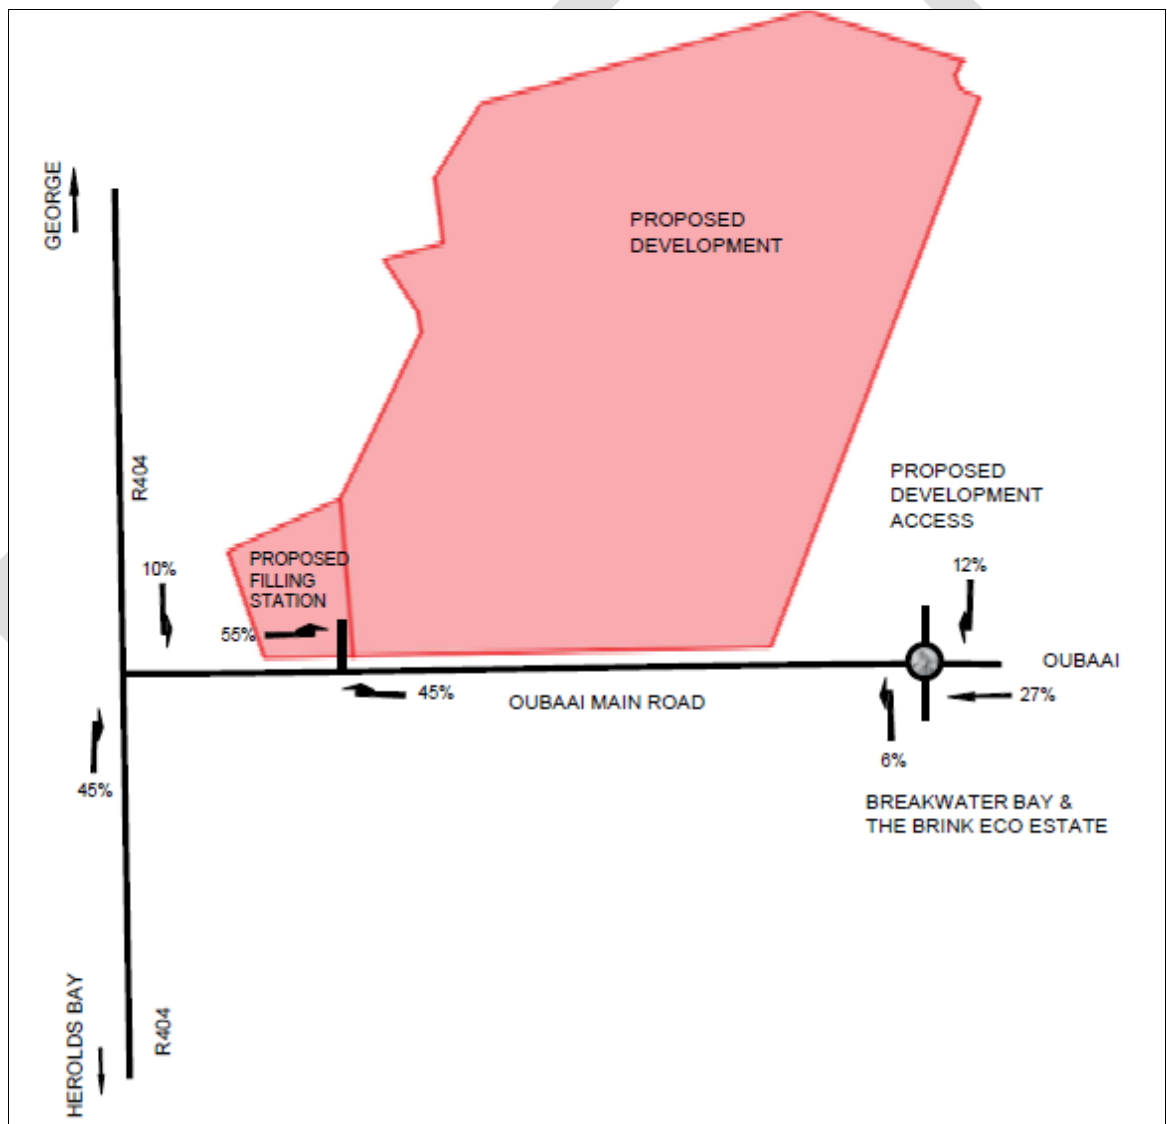 GEORGE
PROPOSED
DEVELOPMENT
R404
PROPOSED
DEVELOPMENT
ACCESS
10%
PROPOSED
FILLING
STATION
12%
55%
OUBAAI
45%
OUBAAI MAIN ROAD
27%
45%
6%
BREAKWATER BAY &
THE BRINK ECO ESTATE
HEROLDS BAY
R404